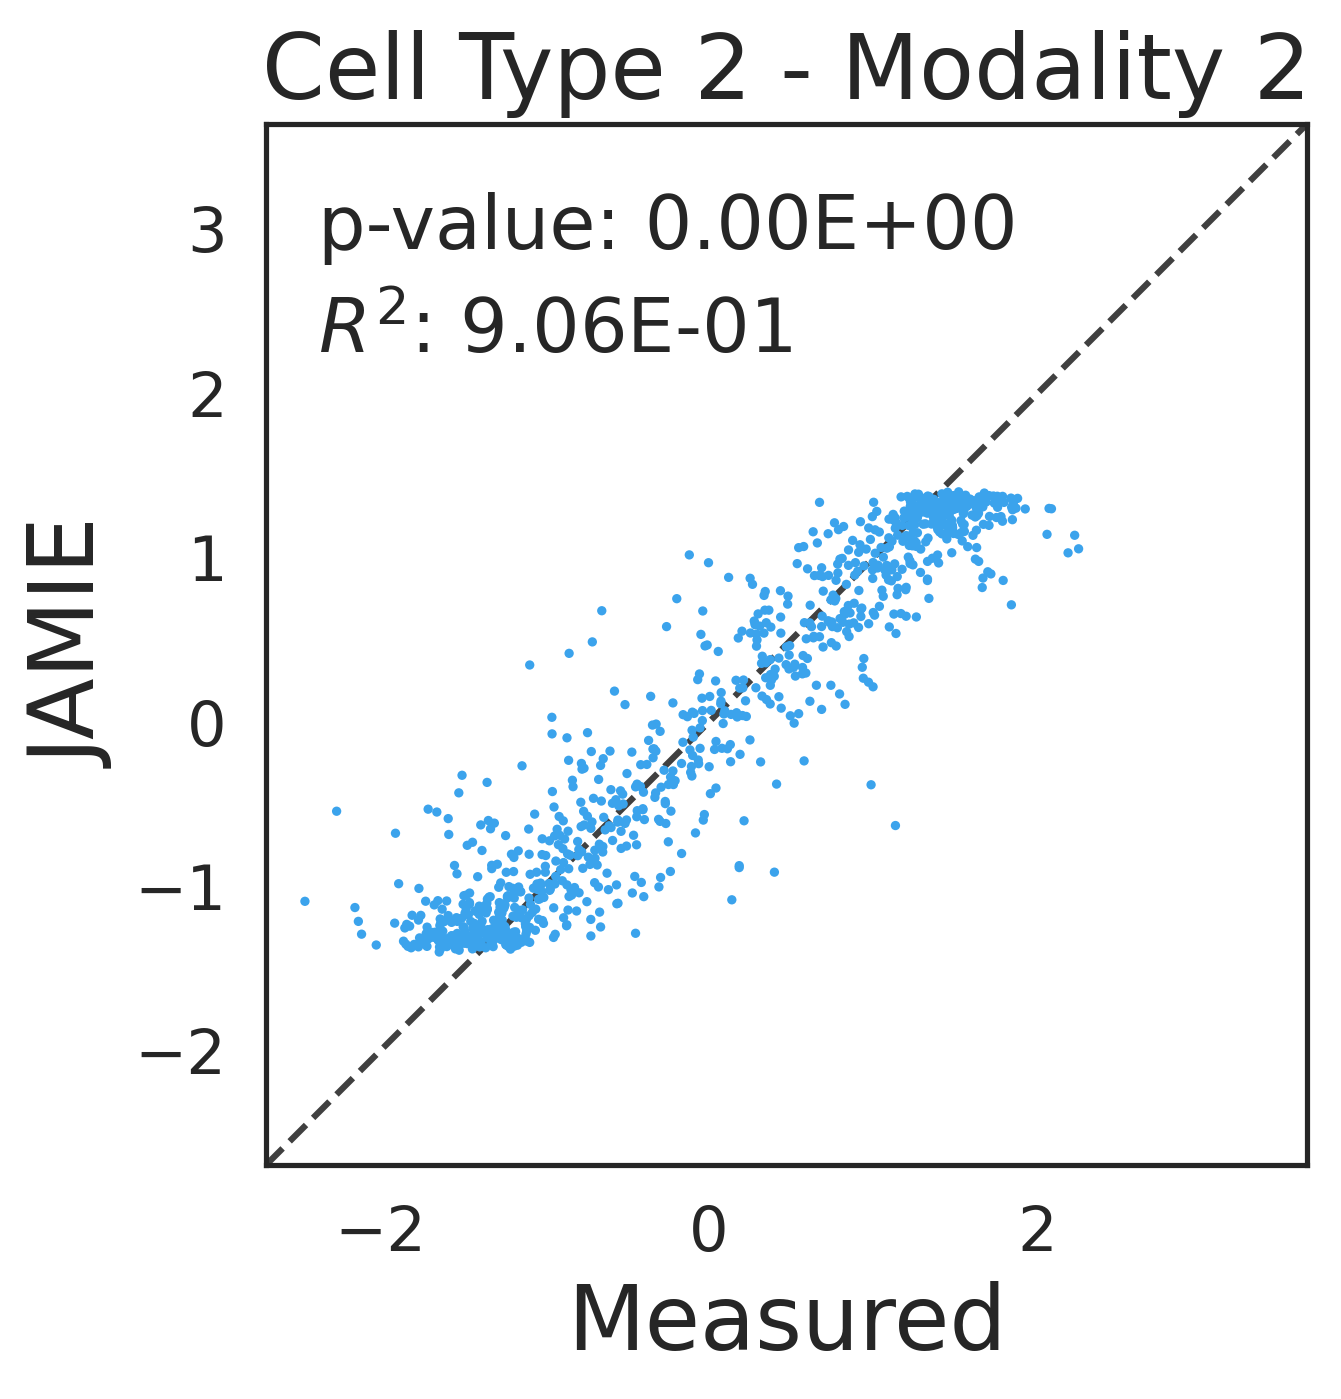 Cell Type 2 - Modality 2
p-value: 0.00E+00
R²: 9.06E-01
3
2
1
0
−1
−2
JAMIE
−2 0 2
Measured